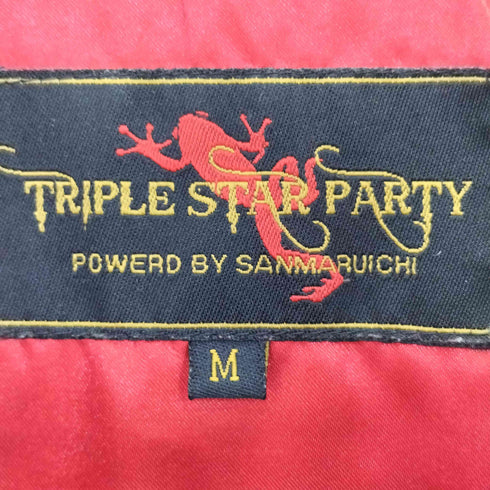 TRIPLE STAR PARTY
POWERD BY SANMARUICHI
M